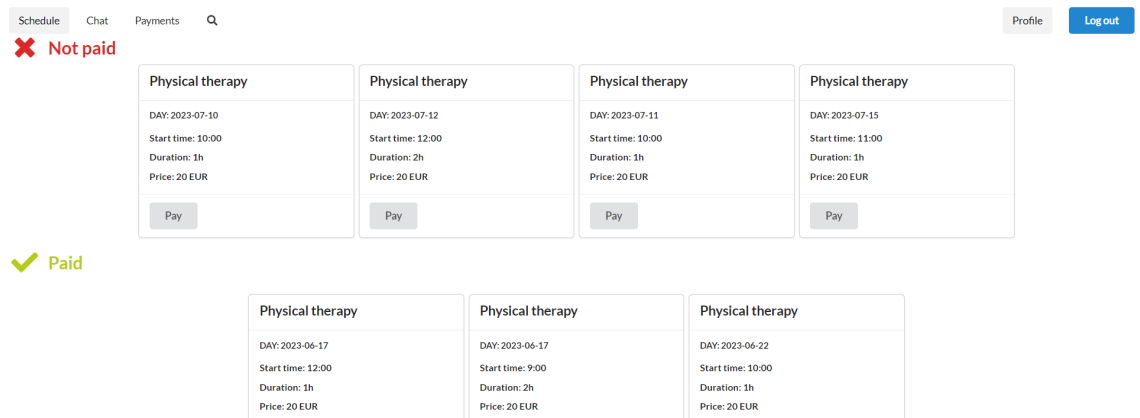 Schedule Chat Payments Profile Log out
Not paid
Physical therapy
DAY: 2023-07-10
Start time: 10:00
Duration: 1h
Price: 20 EUR
Pay
Physical therapy
DAY: 2023-07-12
Start time: 12:00
Duration: 2h
Price: 20 EUR
Pay
Physical therapy
DAY: 2023-07-11
Start time: 10:00
Duration: 1h
Price: 20 EUR
Pay
Physical therapy
DAY: 2023-07-15
Start time: 11:00
Duration: 1h
Price: 20 EUR
Pay
Paid
Physical therapy
DAY: 2023-06-17
Start time: 12:00
Duration: 1h
Price: 20 EUR
Physical therapy
DAY: 2023-06-17
Start time: 9:00
Duration: 2h
Price: 20 EUR
Physical therapy
DAY: 2023-06-22
Start time: 10:00
Duration: 1h
Price: 20 EUR